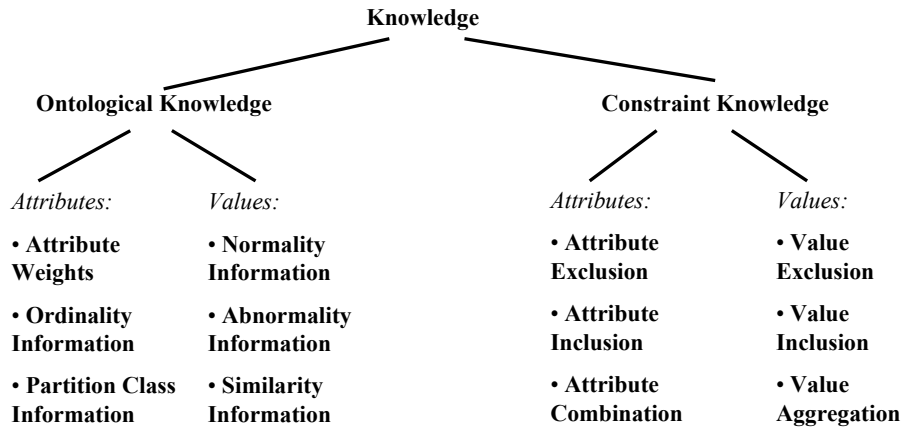 Knowledge
Ontological Knowledge
Constraint Knowledge
Attributes:
• Attribute
Weights
• Ordinality
Information
• Partition Class
Information
Values:
• Normality
Information
• Abnormality
Information
• Similarity
Information
Attributes:
• Attribute
Exclusion
• Attribute
Inclusion
• Attribute
Combination
Values:
• Value
Exclusion
• Value
Inclusion
• Value
Aggregation